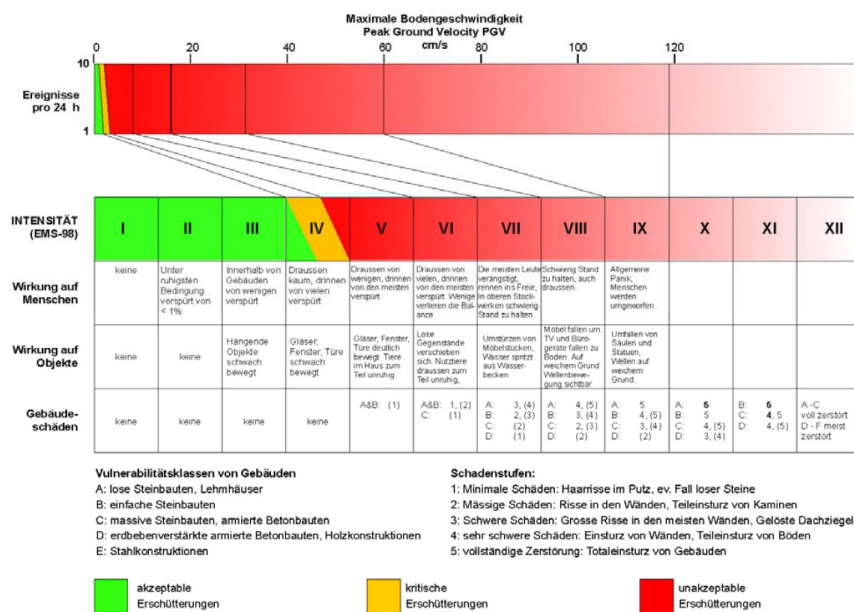 Maximale Bodengeschwindigkeit
Peak Ground Velocity PGV
cm/s
0 20 40 60 80 100 120
10
Ereignisse
pro 24 h
1
INTENSITÄT
(EMS-98)
I II III IV V VI VII VIII IX X XI XII
Wirkung auf
Menschen
keine
Unter
ruhigsten
Bedingung
verspürt von
< 1%
Innerhalb von
Gebäuden
von wenigen
verspürt
Draussen
kaum, drinnen
von vielen
verspürt
Draussen von
wenigen, drinnen
von den meisten
verspürt
Draussen von
vielen, drinnen von
den meisten
verspürt. Wenige
verlieren die Ba-
lance.
Die meisten Leute
verängstigt,
rennen ins Freie,
In oberen Stock-
werken schwierig
Stand zu halten.
Schwierig Stand
zu halten, auch
draussen.
Allgemeine
Panik,
Menschen
werden
umgeworfen.
Wirkung auf
Objekte
keine
keine
Hängende
Objekte
schwach
bewegt
Gläser,
Fenster, Türe
schwach
bewegt
Gläser, Fenster,
Türe deutlich
bewegt. Tiere
im Haus zum
Teil unruhig.
Lose
Gegenstände
verschieben
sich. Nutztiere
draussen zum
Teil unruhig,
Umstürzen von
Möbelstücken,
Wasser spritzt
aus Wasser-
becken
Möbel fallen um.
TV und Büro-
geräte fallen zu
Boden. Auf
weichem Grund
Wellenbewe-
gung sichtbar
Umfallen von
Säulen und
Statuen,
Wellen auf
weichem
Grund.
Gebäude-
schäden
keine
keine
keine
keine
A&B: (1)
A&B: 1, (2)
C: (1)
A: 3, (4)
B: 2, (3)
C: (2)
D: (1)
A: 4, (5)
B: 3, (4)
C: 2, (3)
D: (2)
A: 5
B: 4, (5)
C: 3, (4)
D: (2)
A: 5
B: 5
C: 4, (5)
D: 3, (4)
B: 5
C: 4, 5
D: 4, (5)
A -C
voll zerstört
D - F meist
zerstört
Vulnerabilitätsklassen von Gebäuden
A: lose Steinbauten, Lehmhäuser
B: einfache Steinbauten
C: massive Steinbauten, armierte Betonbauten
D: erdbebenverstärkte armierte Betonbauten, Holzkonstruktionen
E: Stahlkonstruktionen
Schadenstufen:
1: Minimale Schäden: Haarrisse im Putz, ev. Fall loser Steine
2: Mässige Schäden: Risse in den Wänden, Teileinsturz von Kaminen
3: Schwere Schäden: Grosse Risse in den meisten Wänden, Gelöste Dachziegel
4: sehr schwere Schäden: Einsturz von Wänden, Teileinsturz von Böden
5: vollständige Zerstörung: Totaleinsturz von Gebäuden
akzeptable
Erschütterungen
kritische
Erschütterungen
unakzeptable
Erschütterungen